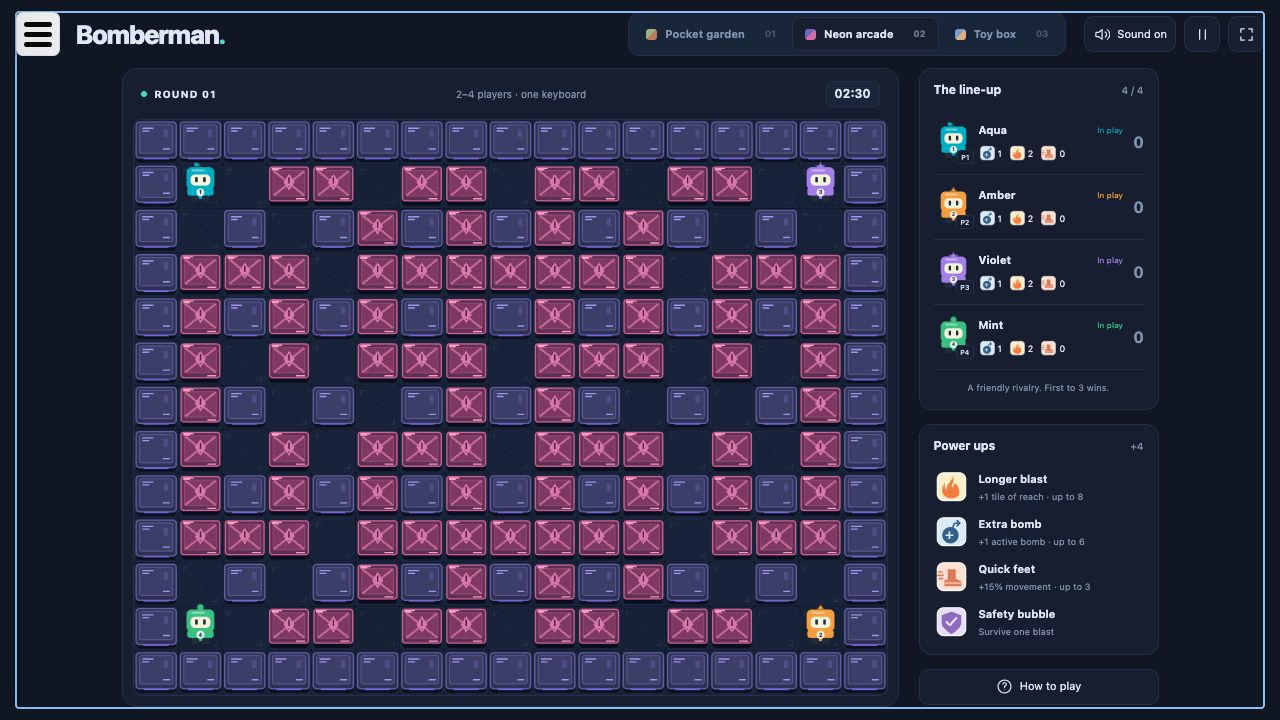 Bomberman.
Pocket garden 01
Neon arcade 02
Toy box 03
Sound on
ROUND 01
2–4 players · one keyboard
02:30
1
3
4
2
The line-up
4 / 4
Aqua
In play
0
P1
1 2 0
Amber
In play
0
P2
1 2 0
Violet
In play
0
P3
1 2 0
Mint
In play
0
P4
1 2 0
A friendly rivalry. First to 3 wins.
Power ups
+4
Longer blast
+1 tile of reach · up to 8
Extra bomb
+1 active bomb · up to 6
Quick feet
+15% movement · up to 3
Safety bubble
Survive one blast
How to play